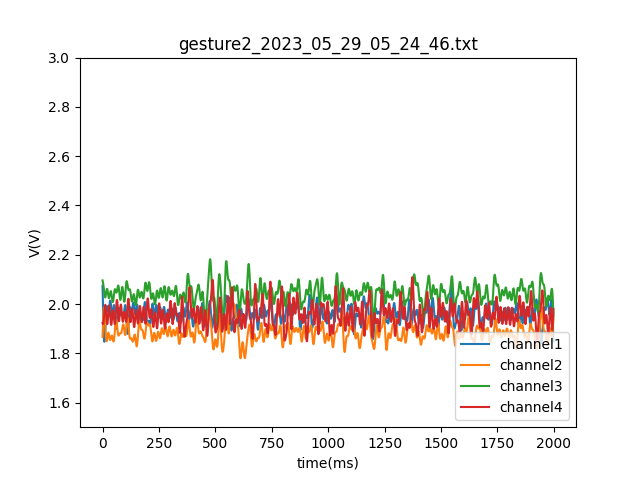 gesture2_2023_05_29_05_24_46.txt
3.0
2.8
2.6
2.4
2.2
2.0
1.8
1.6
V(V)
channel1
channel2
channel3
channel4
0 250 500 750 1000 1250 1500 1750 2000
time(ms)